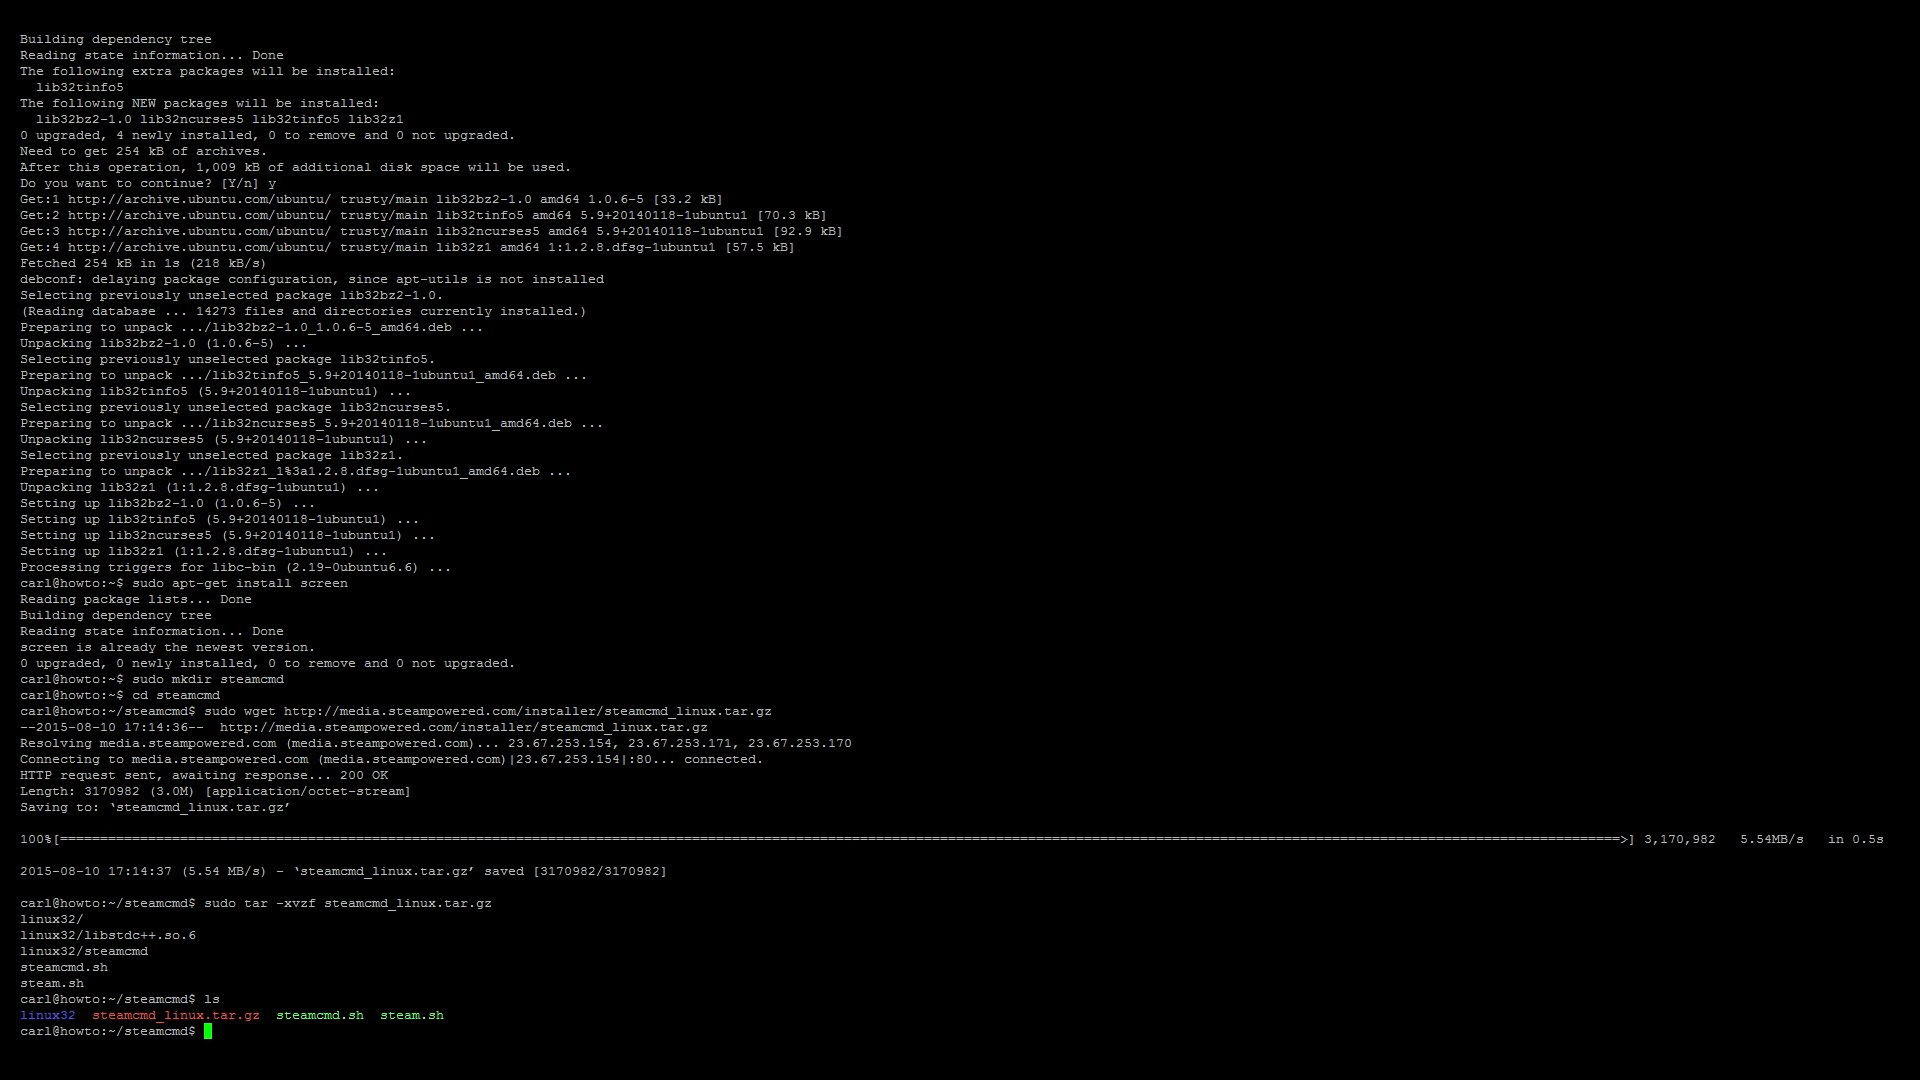 Building dependency tree
Reading state information... Done
The following extra packages will be installed:
  lib32tinfo5
The following NEW packages will be installed:
  lib32bz2-1.0 lib32ncurses5 lib32tinfo5 lib32z1
0 upgraded, 4 newly installed, 0 to remove and 0 not upgraded.
Need to get 254 kB of archives.
After this operation, 1,009 kB of additional disk space will be used.
Do you want to continue? [Y/n] y
Get:1 http://archive.ubuntu.com/ubuntu/ trusty/main lib32bz2-1.0 amd64 1.0.6-5 [33.2 kB]
Get:2 http://archive.ubuntu.com/ubuntu/ trusty/main lib32tinfo5 amd64 5.9+20140118-1ubuntu1 [70.3 kB]
Get:3 http://archive.ubuntu.com/ubuntu/ trusty/main lib32ncurses5 amd64 5.9+20140118-1ubuntu1 [92.9 kB]
Get:4 http://archive.ubuntu.com/ubuntu/ trusty/main lib32z1 amd64 1:1.2.8.dfsg-1ubuntu1 [57.5 kB]
Fetched 254 kB in 1s (218 kB/s)
debconf: delaying package configuration, since apt-utils is not installed
Selecting previously unselected package lib32bz2-1.0.
(Reading database ... 14273 files and directories currently installed.)
Preparing to unpack .../lib32bz2-1.0_1.0.6-5_amd64.deb ...
Unpacking lib32bz2-1.0 (1.0.6-5) ...
Selecting previously unselected package lib32tinfo5.
Preparing to unpack .../lib32tinfo5_5.9+20140118-1ubuntu1_amd64.deb ...
Unpacking lib32tinfo5 (5.9+20140118-1ubuntu1) ...
Selecting previously unselected package lib32ncurses5.
Preparing to unpack .../lib32ncurses5_5.9+20140118-1ubuntu1_amd64.deb ...
Unpacking lib32ncurses5 (5.9+20140118-1ubuntu1) ...
Selecting previously unselected package lib32z1.
Preparing to unpack .../lib32z1_1%3a1.2.8.dfsg-1ubuntu1_amd64.deb ...
Unpacking lib32z1 (1:1.2.8.dfsg-1ubuntu1) ...
Setting up lib32bz2-1.0 (1.0.6-5) ...
Setting up lib32tinfo5 (5.9+20140118-1ubuntu1) ...
Setting up lib32ncurses5 (5.9+20140118-1ubuntu1) ...
Setting up lib32z1 (1:1.2.8.dfsg-1ubuntu1) ...
Processing triggers for libc-bin (2.19-0ubuntu6.6) ...
carl@howto:~$ sudo apt-get install screen
Reading package lists... Done
Building dependency tree
Reading state information... Done
screen is already the newest version.
0 upgraded, 0 newly installed, 0 to remove and 0 not upgraded.
carl@howto:~$ sudo mkdir steamcmd
carl@howto:~$ cd steamcmd
carl@howto:~/steamcmd$ sudo wget http://media.steampowered.com/installer/steamcmd_linux.tar.gz
--2015-08-10 17:14:36--  http://media.steampowered.com/installer/steamcmd_linux.tar.gz
Resolving media.steampowered.com (media.steampowered.com)... 23.67.253.154, 23.67.253.171, 23.67.253.170
Connecting to media.steampowered.com (media.steampowered.com)|23.67.253.154|:80... connected.
HTTP request sent, awaiting response... 200 OK
Length: 3170982 (3.0M) [application/octet-stream]
Saving to: ‘steamcmd_linux.tar.gz’
100%[===================================================================================================================================================================================================>] 3,170,982   5.54MB/s   in 0.5s
2015-08-10 17:14:37 (5.54 MB/s) - ‘steamcmd_linux.tar.gz’ saved [3170982/3170982]
carl@howto:~/steamcmd$ sudo tar -xvzf steamcmd_linux.tar.gz
linux32/
linux32/libstdc++.so.6
linux32/steamcmd
steamcmd.sh
steam.sh
carl@howto:~/steamcmd$ ls
linux32  steamcmd_linux.tar.gz  steamcmd.sh  steam.sh
carl@howto:~/steamcmd$